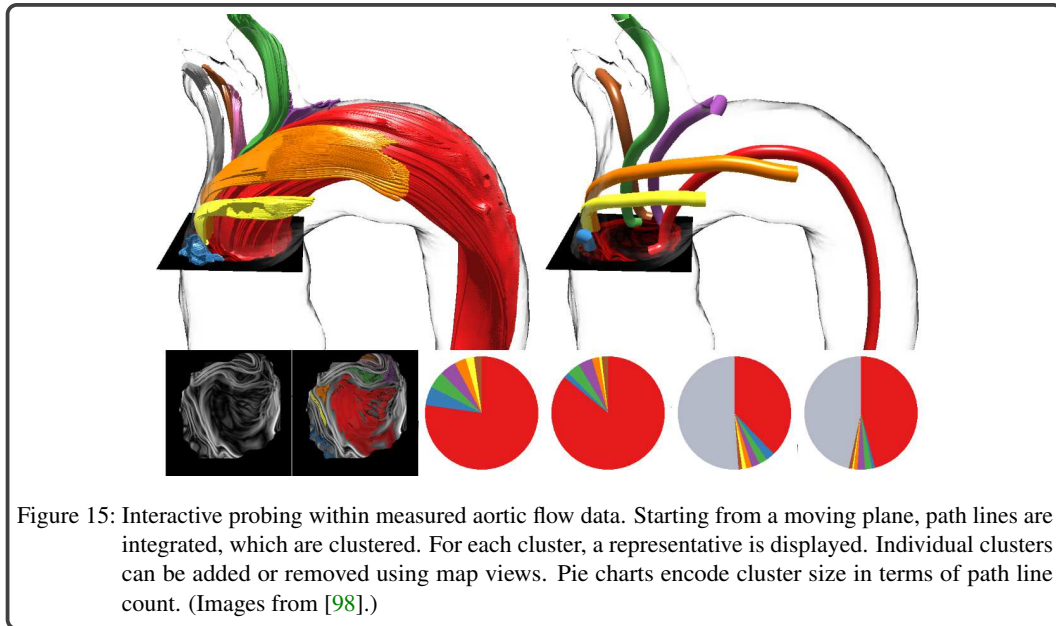 Figure 15: Interactive probing within measured aortic flow data. Starting from a moving plane, path lines are
integrated, which are clustered. For each cluster, a representative is displayed. Individual clusters
can be added or removed using map views. Pie charts encode cluster size in terms of path line
count. (Images from [98].)